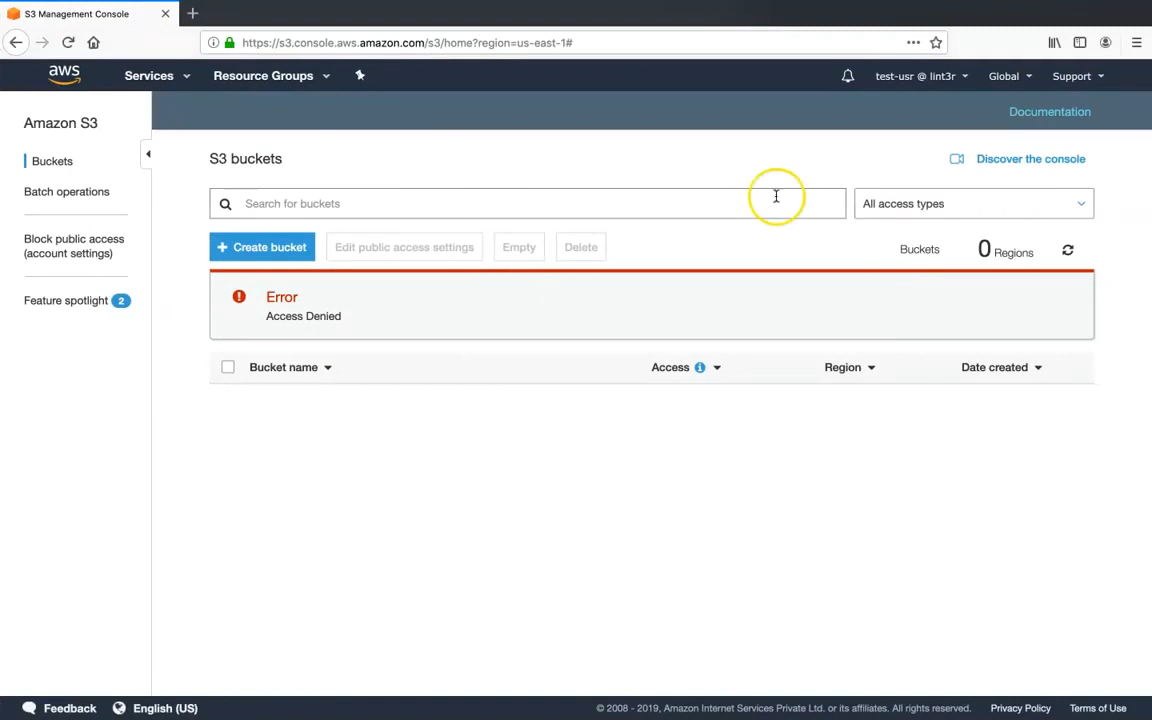 S3 Management Console
https://s3.console.aws.amazon.com/s3/home?region=us-east-1#
aws
Services
Resource Groups
test-usr @ lint3r
Global
Support
Documentation
Amazon S3
Buckets
Batch operations
Block public access
(account settings)
Feature spotlight 2
S3 buckets
Discover the console
Search for buckets
All access types
+ Create bucket
Edit public access settings
Empty
Delete
Buckets
0 Regions
Error
Access Denied
Bucket name
Access
Region
Date created
Feedback
English (US)
© 2008 - 2019, Amazon Internet Services Private Ltd. or its affiliates. All rights reserved.
Privacy Policy
Terms of Use